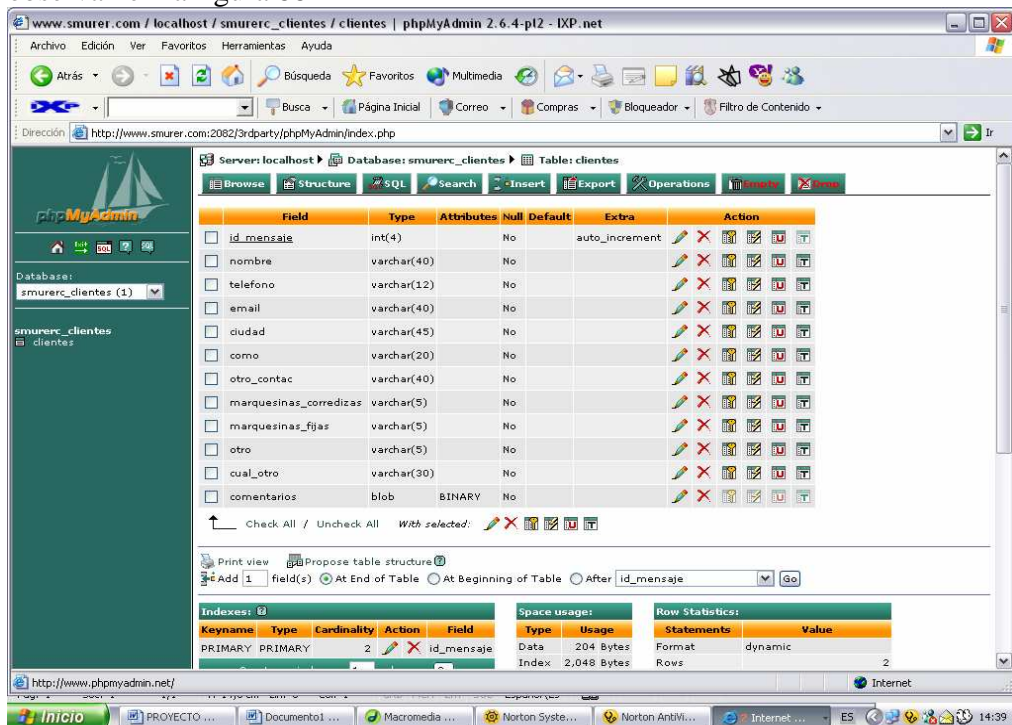 www.smurer.com / localhost / smurerc_clientes / clientes | phpMyAdmin 2.6.4-pl2 - IXP.net
Archivo Edición Ver Favoritos Herramientas Ayuda
Atrás Búsqueda Favoritos Multimedia
Busca Página Inicial Correo Compras Bloqueador Filtro de Contenido
Dirección http://www.smurer.com:2082/3rdparty/phpMyAdmin/index.php Ir
phpMyAdmin
Database:
smurerc_clientes (1)
smurerc_clientes
clientes
Server: localhost Database: smurerc_clientes Table: clientes
Browse Structure SQL Search Insert Export Operations Empty Drop
Field Type Attributes Null Default Extra Action
id_mensaje int(4) No auto_increment
nombre varchar(40) No
telefono varchar(12) No
email varchar(40) No
ciudad varchar(45) No
como varchar(20) No
otro_contac varchar(40) No
marquesinas_corredizas varchar(5) No
marquesinas_fijas varchar(5) No
otro varchar(5) No
cual_otro varchar(30) No
comentarios blob BINARY No
Check All / Uncheck All With selected:
Print view Propose table structure
Add 1 field(s) At End of Table At Beginning of Table After id_mensaje Go
Indexes:
Keyname Type Cardinality Action Field
PRIMARY PRIMARY 2 id_mensaje
Space usage:
Type Usage
Data 204 Bytes
Index 2,048 Bytes
Row Statistics:
Statements Value
Format dynamic
Rows 2
http://www.phpmyadmin.net/ Internet
Inicio PROYECTO ... Documento1 ... Macromedia ... Norton Syste... Norton AntiVi... Internet ... ES 14:39